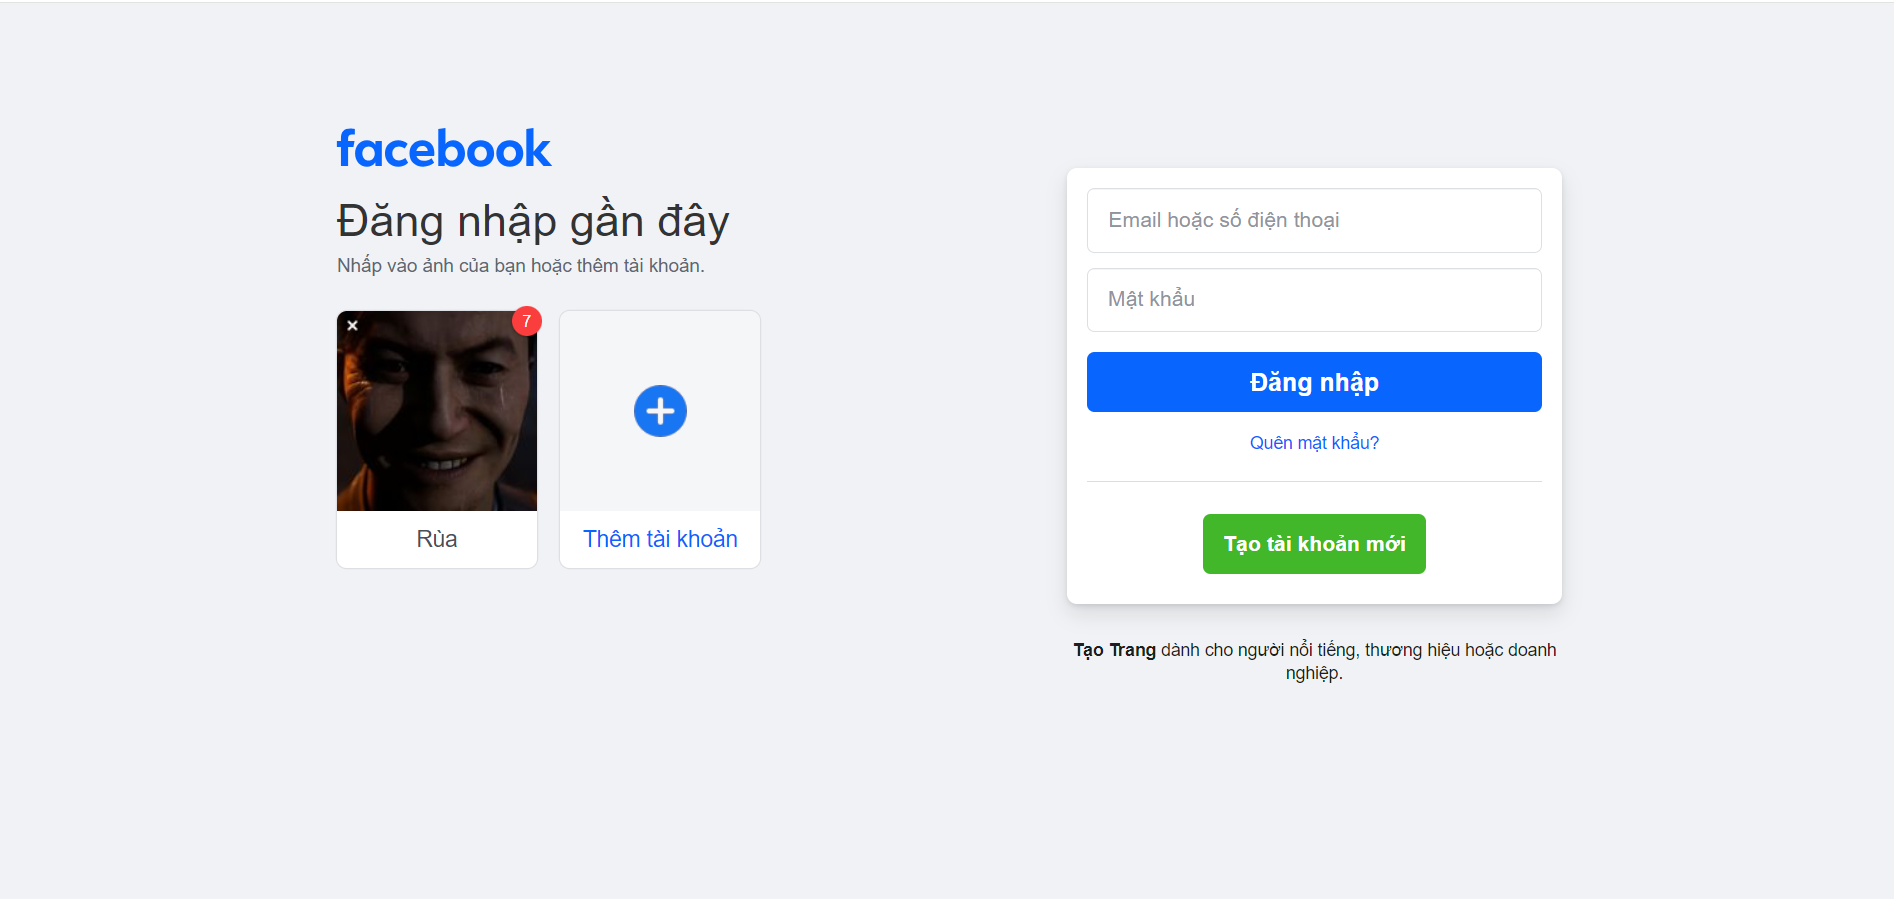 facebook
Đăng nhập gần đây
Nhấp vào ảnh của bạn hoặc thêm tài khoản.
7
Rùa
Thêm tài khoản
Email hoặc số điện thoại
Mật khẩu
Đăng nhập
Quên mật khẩu?
Tạo tài khoản mới
Tạo Trang dành cho người nổi tiếng, thương hiệu hoặc doanh
nghiệp.